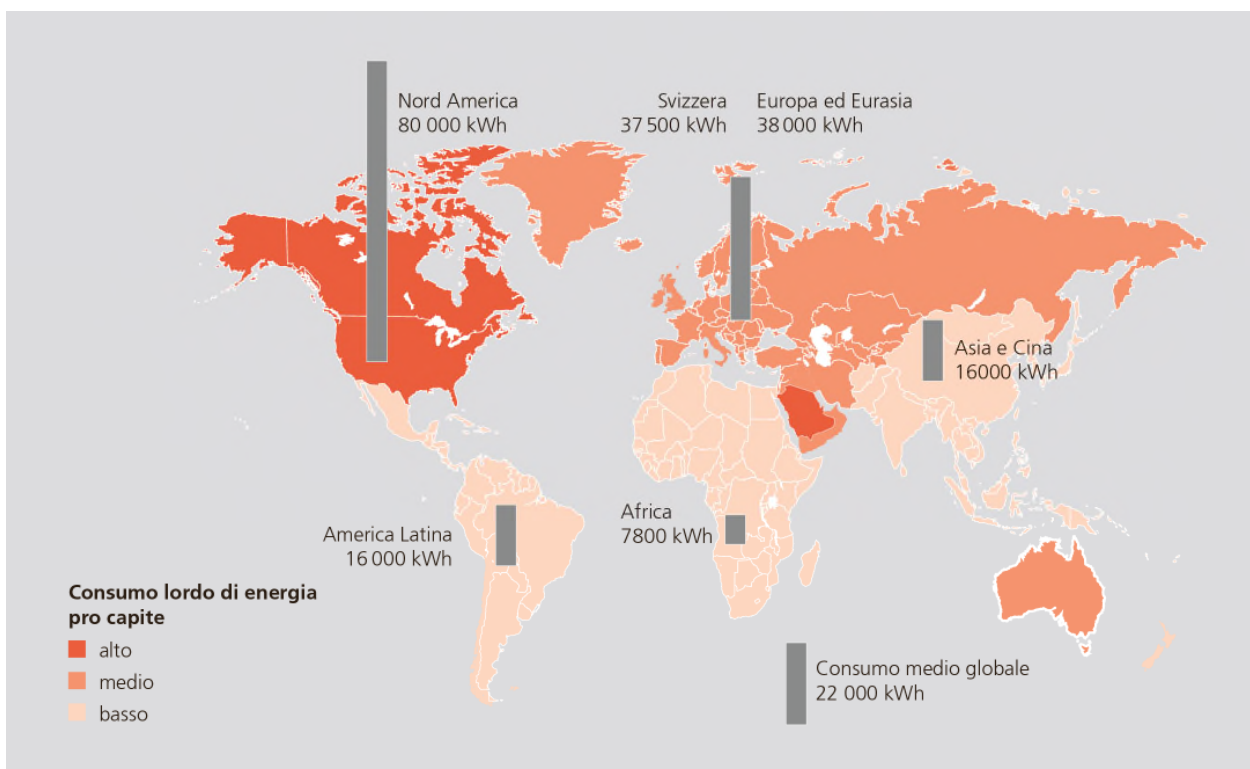 Nord America
80 000 kWh
Svizzera
37 500 kWh
Europa ed Eurasia
38 000 kWh
Asia e Cina
16000 kWh
Africa
7800 kWh
America Latina
16 000 kWh
Consumo lordo di energia
pro capite
alto
medio
basso
Consumo medio globale
22 000 kWh